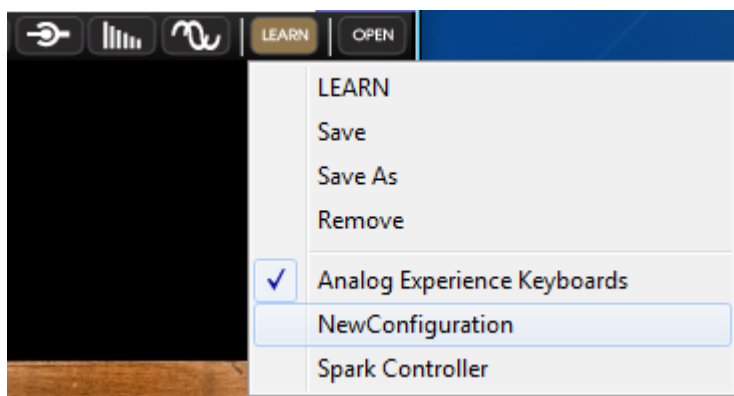 LEARN OPEN
LEARN
Save
Save As
Remove
Analog Experience Keyboards
NewConfiguration
Spark Controller